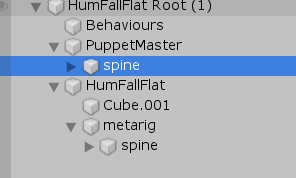 HumFallFlat Root (1)
Behaviours
PuppetMaster
spine
HumFallFlat
Cube.001
metarig
spine